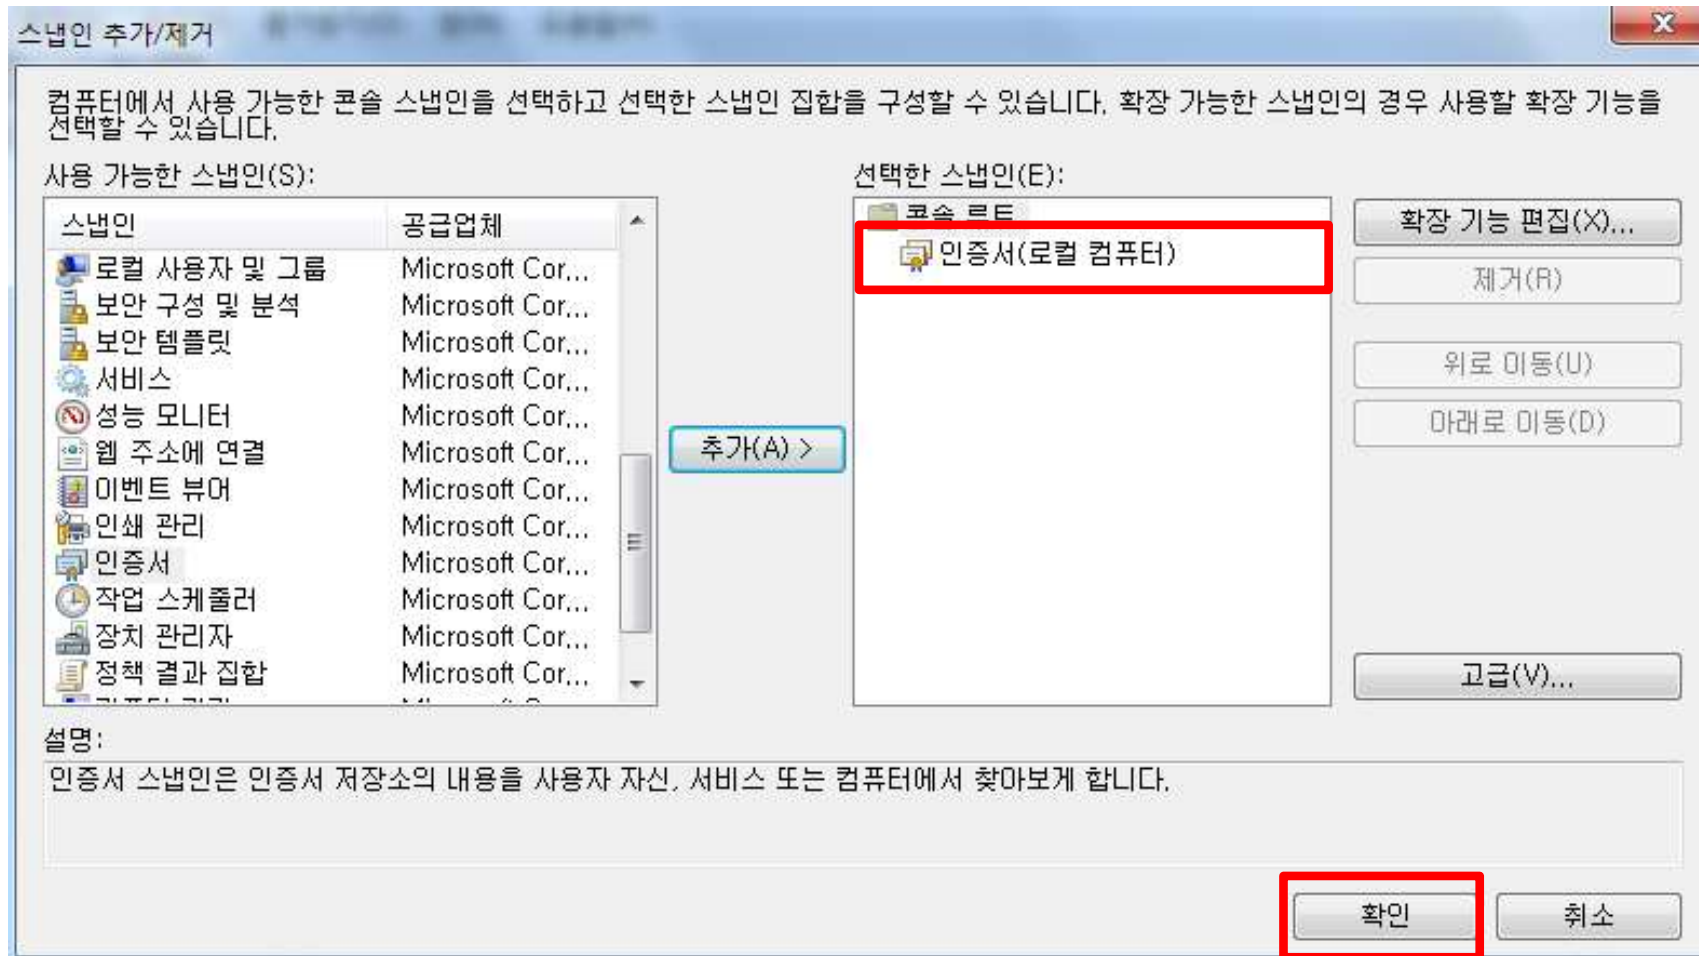 스냅인 추가/제거
컴퓨터에서 사용 가능한 콘솔 스냅인을 선택하고 선택한 스냅인 집합을 구성할 수 있습니다. 확장 가능한 스냅인의 경우 사용할 확장 기능을
선택할 수 있습니다.
사용 가능한 스냅인(S):
스냅인 공급업체
로컬 사용자 및 그룹 Microsoft Cor...
보안 구성 및 분석 Microsoft Cor...
보안 템플릿 Microsoft Cor...
서비스 Microsoft Cor...
성능 모니터 Microsoft Cor...
웹 주소에 연결 Microsoft Cor...
이벤트 뷰어 Microsoft Cor...
인쇄 관리 Microsoft Cor...
인증서 Microsoft Cor...
작업 스케줄러 Microsoft Cor...
장치 관리자 Microsoft Cor...
정책 결과 집합 Microsoft Cor...
추가(A) >
선택한 스냅인(E):
콘솔 루트
인증서(로컬 컴퓨터)
확장 기능 편집(X)...
제거(R)
위로 이동(U)
아래로 이동(D)
고급(V)...
설명:
인증서 스냅인은 인증서 저장소의 내용을 사용자 자신, 서비스 또는 컴퓨터에서 찾아보게 합니다.
확인
취소